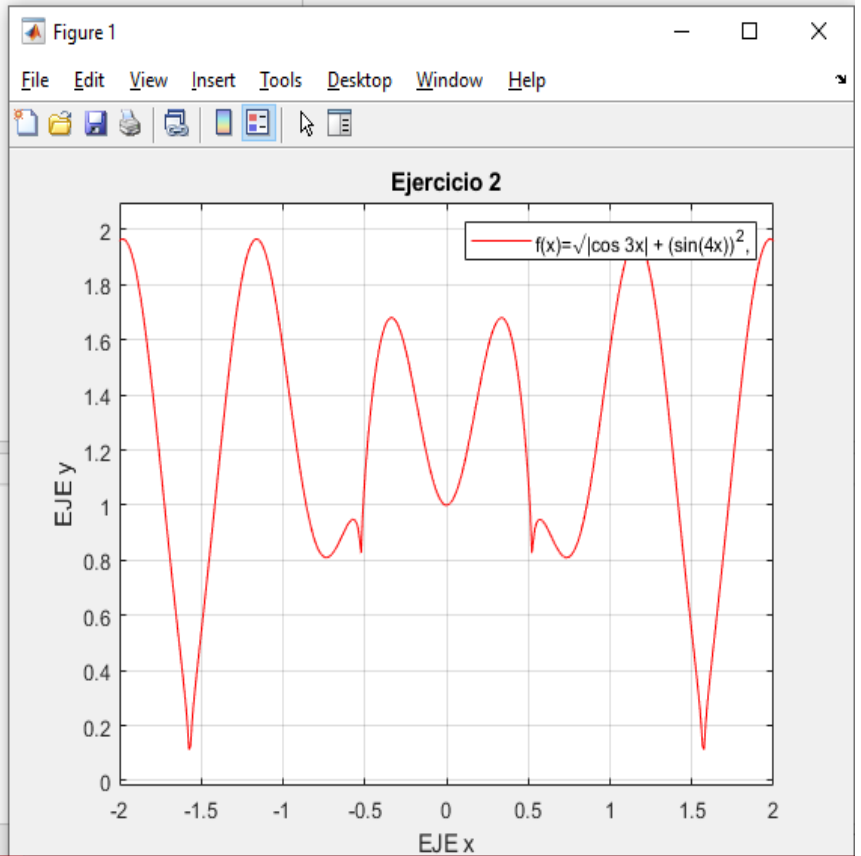 Figure 1
File Edit View Insert Tools Desktop Window Help
Ejercicio 2
f(x)=√|cos 3x| + (sin(4x))²,
2
1.8
1.6
1.4
1.2
1
0.8
0.6
0.4
0.2
0
EJE y
-2 -1.5 -1 -0.5 0 0.5 1 1.5 2
EJE x